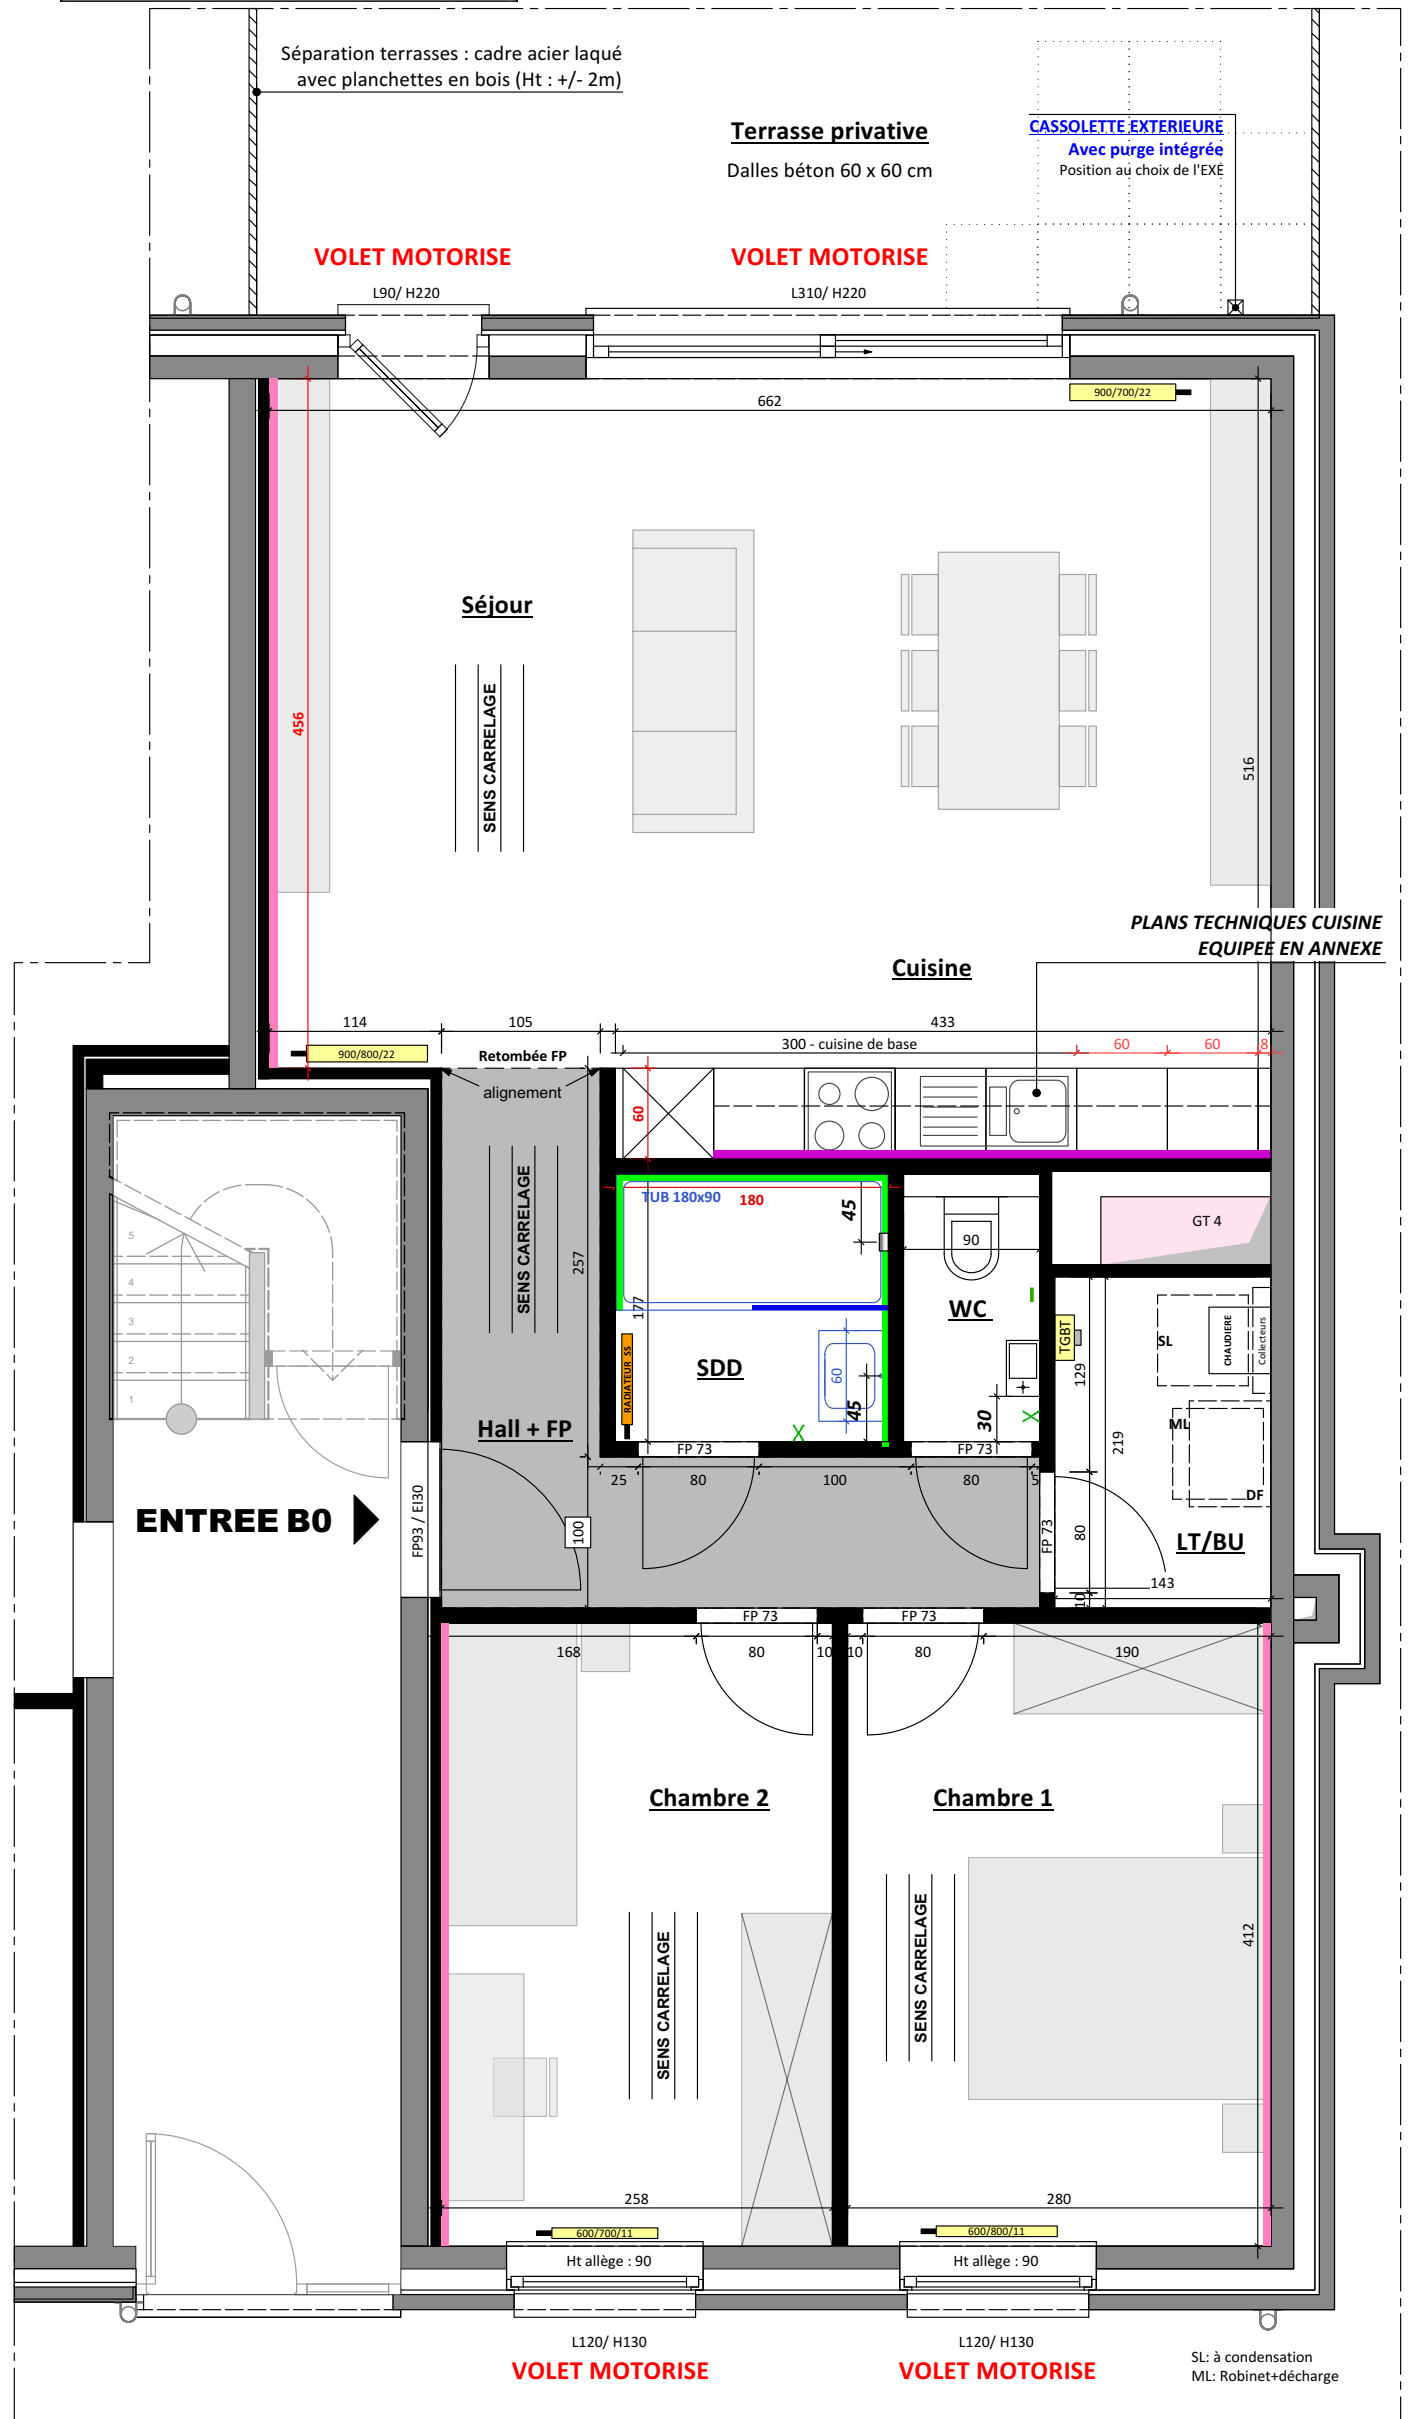 Séparation terrasses : cadre acier laqué
avec planchettes en bois (Ht : +/- 2m)
Terrasse privative
Dalles béton 60 x 60 cm
CASSOLETTE EXTERIEURE
Avec purge intégrée
Position au choix de l'EXE
VOLET MOTORISE
VOLET MOTORISE
L90/ H220
L310/ H220
900/700/22
662
Séjour
SENS CARRELAGE
456
516
PLANS TECHNIQUES CUISINE
EQUIPEE EN ANNEXE
Cuisine
114
105
433
900/800/22
Retombée FP
300 - cuisine de base
60
60
8
alignement
60
SENS CARRELAGE
257
TUB 180x90
180
45
90
GT 4
177
WC
5
4
3
2
1
RADIATEUR SS
SDD
60
45
30
TGBT
129
SL
CHAUDIERE
Collecteurs
ML
219
DF
Hall + FP
FP 73
FP 73
25
80
100
80
5
ENTREE B0
FP93 / EI30
100
FP 73
80
LT/BU
143
10
FP 73
FP 73
168
80
10
10
80
190
Chambre 2
Chambre 1
SENS CARRELAGE
SENS CARRELAGE
412
258
280
600/700/11
600/800/11
Ht allège : 90
Ht allège : 90
L120/ H130
L120/ H130
VOLET MOTORISE
VOLET MOTORISE
SL: à condensation
ML: Robinet+décharge